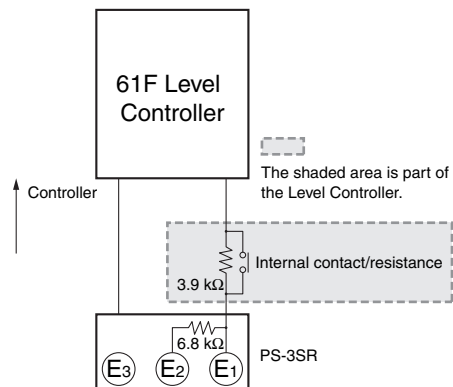 61F Level
Controller
The shaded area is part of
the Level Controller.
Controller
Internal contact/resistance
3.9 kΩ
6.8 kΩ
PS-3SR
E3 E2 E1